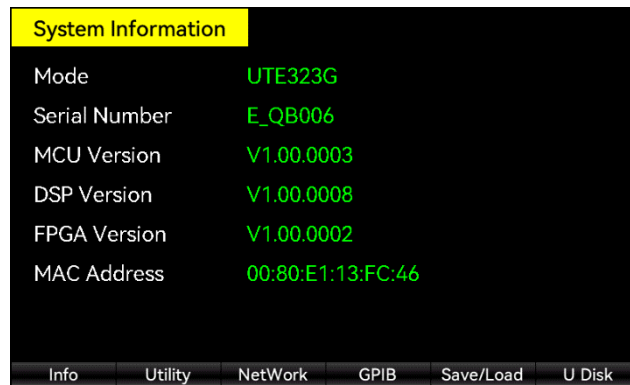 System Information
Mode UTE323G
Serial Number E_QB006
MCU Version V1.00.0003
DSP Version V1.00.0008
FPGA Version V1.00.0002
MAC Address 00:80:E1:13:FC:46
Info Utility NetWork GPIB Save/Load U Disk